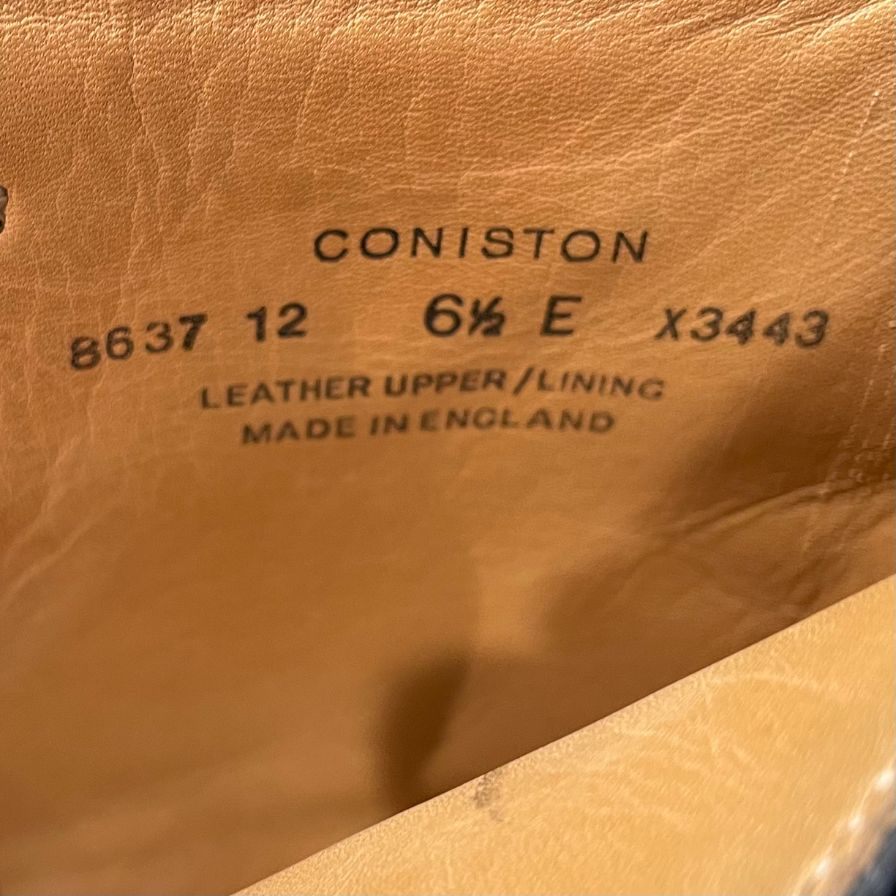 CONISTON
8637 12 6½ E X3443
LEATHER UPPER/LINING
MADE IN ENGLAND